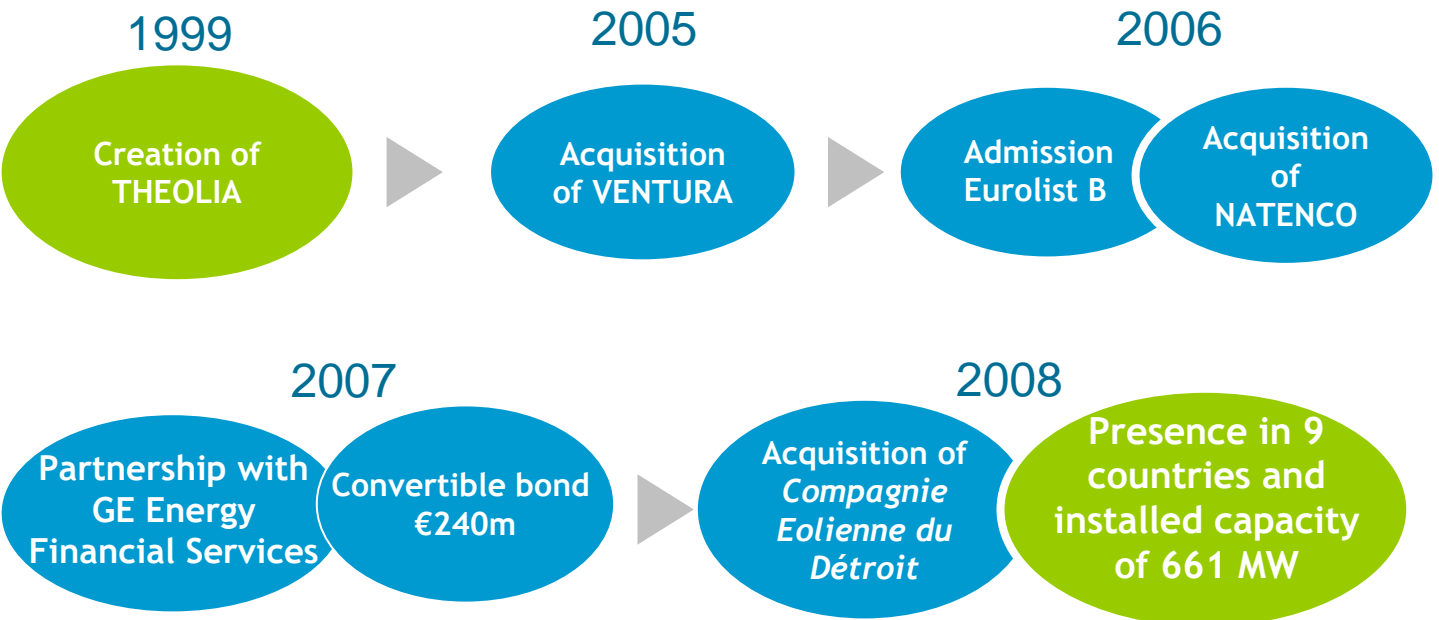 1999
Creation of
THEOLIA
2005
Acquisition
of VENTURA
2006
Admission
Eurolist B
Acquisition
of
NATENCO
2007
Partnership with
GE Energy
Financial Services
Convertible bond
€240m
2008
Acquisition of
Compagnie
Eolienne du
Détroit
Presence in 9
countries and
installed capacity
of 661 MW